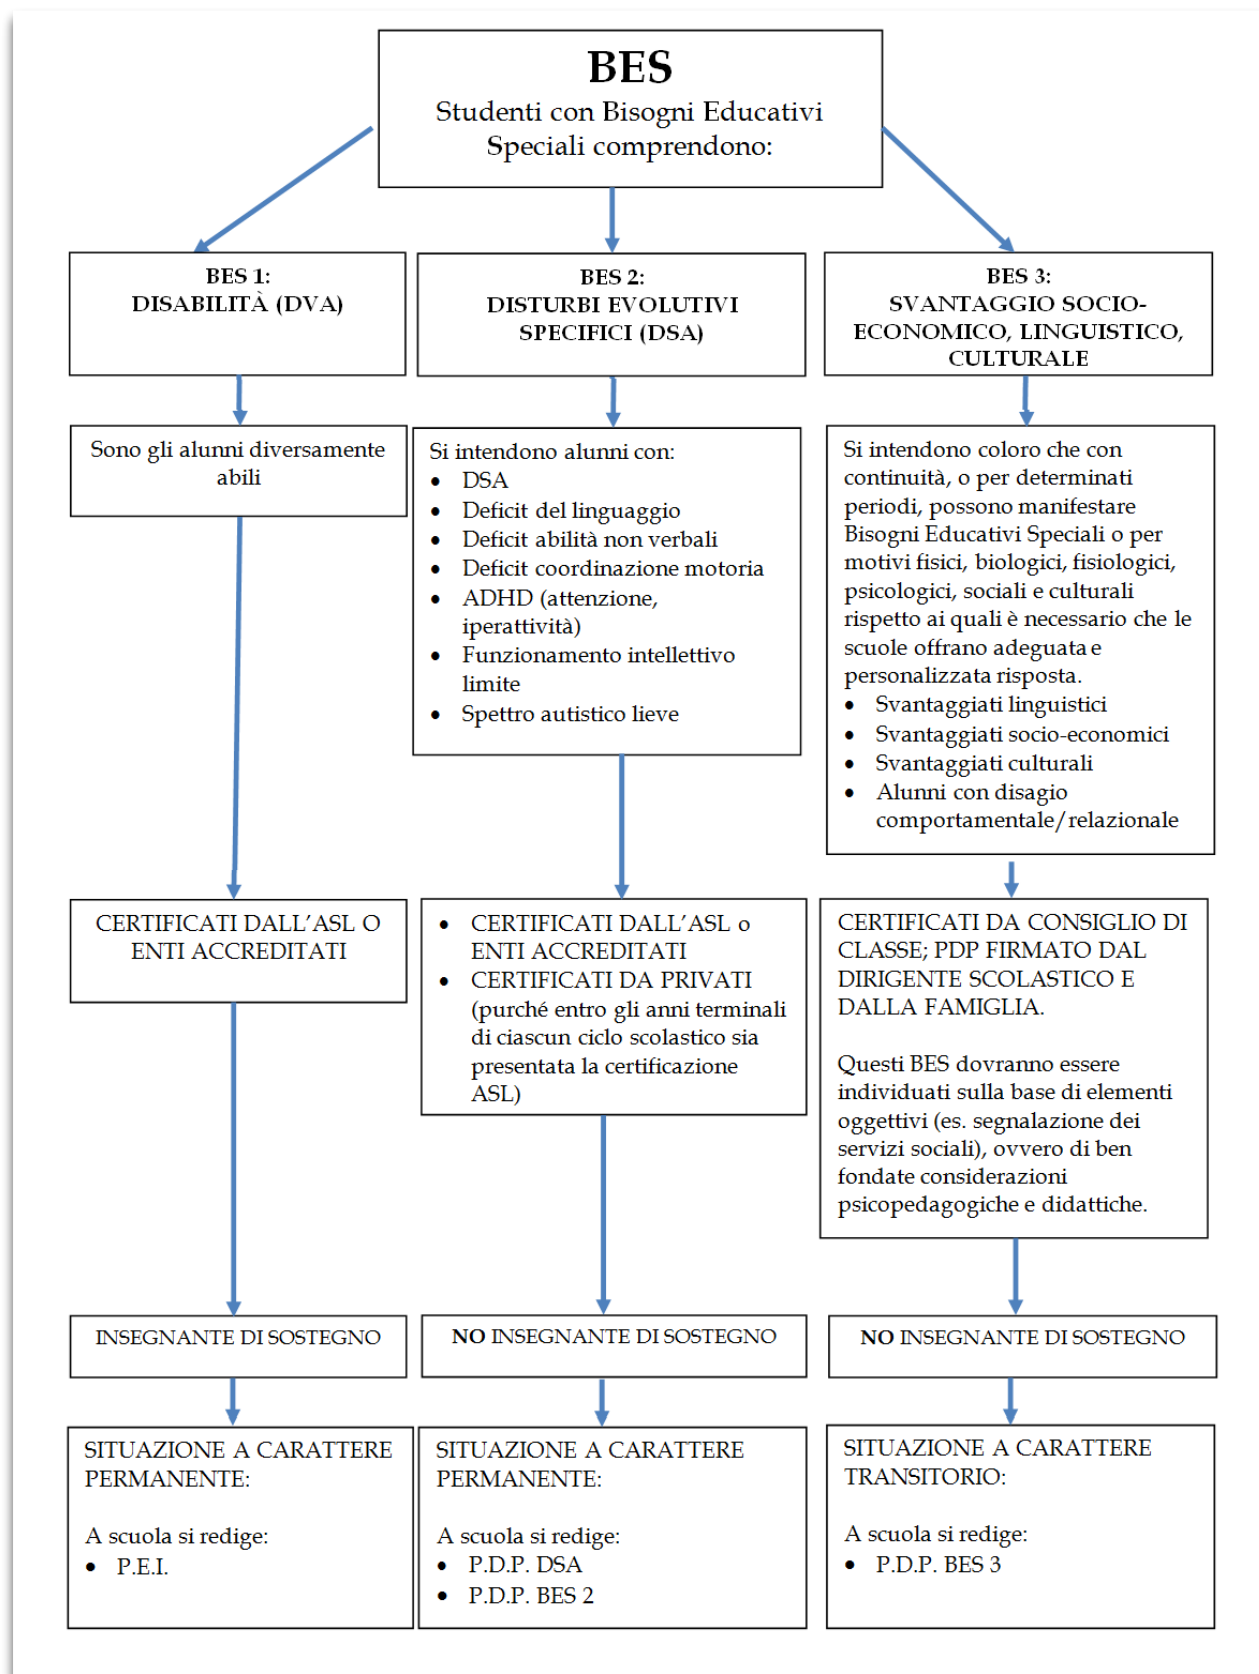 BES
Studenti con Bisogni Educativi
Speciali comprendono:
BES 1:
DISABILITÀ (DVA)
BES 2:
DISTURBI EVOLUTIVI
SPECIFICI (DSA)
BES 3:
SVANTAGGIO SOCIO-
ECONOMICO, LINGUISTICO,
CULTURALE
Sono gli alunni diversamente
abili
Si intendono alunni con:
• DSA
• Deficit del linguaggio
• Deficit abilità non verbali
• Deficit coordinazione motoria
• ADHD (attenzione,
iperattività)
• Funzionamento intellettivo
limite
• Spettro autistico lieve
Si intendono coloro che con
continuità, o per determinati
periodi, possono manifestare
Bisogni Educativi Speciali o per
motivi fisici, biologici, fisiologici,
psicologici, sociali e culturali
rispetto ai quali è necessario che le
scuole offrano adeguata e
personalizzata risposta.
• Svantaggiati linguistici
• Svantaggiati socio-economici
• Svantaggiati culturali
• Alunni con disagio
comportamentale/relazionale
CERTIFICATI DALL'ASL O
ENTI ACCREDITATI
• CERTIFICATI DALL'ASL o
ENTI ACCREDITATI
• CERTIFICATI DA PRIVATI
(purché entro gli anni terminali
di ciascun ciclo scolastico sia
presentata la certificazione
ASL)
CERTIFICATI DA CONSIGLIO DI
CLASSE; PDP FIRMATO DAL
DIRIGENTE SCOLASTICO E
DALLA FAMIGLIA.
Questi BES dovranno essere
individuati sulla base di elementi
oggettivi (es. segnalazione dei
servizi sociali), ovvero di ben
fondate considerazioni
psicopedagogiche e didattiche.
INSEGNANTE DI SOSTEGNO
NO INSEGNANTE DI SOSTEGNO
NO INSEGNANTE DI SOSTEGNO
SITUAZIONE A CARATTERE
PERMANENTE:
A scuola si redige:
• P.E.I.
SITUAZIONE A CARATTERE
PERMANENTE:
A scuola si redige:
• P.D.P. DSA
• P.D.P. BES 2
SITUAZIONE A CARATTERE
TRANSITORIO:
A scuola si redige:
• P.D.P. BES 3